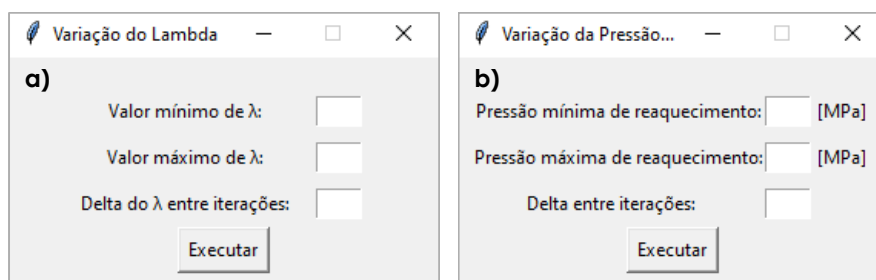 Variação do Lambda
a)
Valor mínimo de λ:
Valor máximo de λ:
Delta do λ entre iterações:
Executar
Variação da Pressão...
b)
Pressão mínima de reaquecimento: [MPa]
Pressão máxima de reaquecimento: [MPa]
Delta entre iterações:
Executar